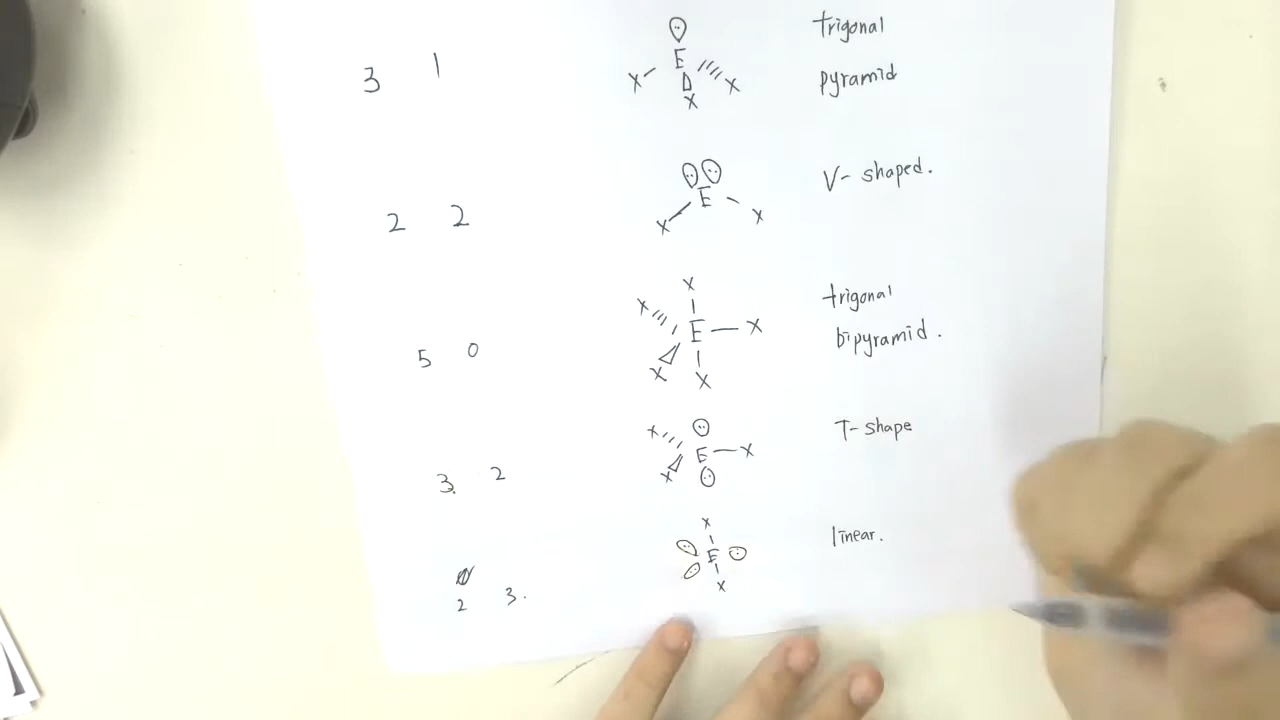 3 1
E
X X X
trigonal
pyramid
2 2
E
X X
V- shaped.
5 0
X
X E X
X X
trigonal
bipyramid.
3. 2
X E X
X
T- shape
2 3.
X
E
X
linear.